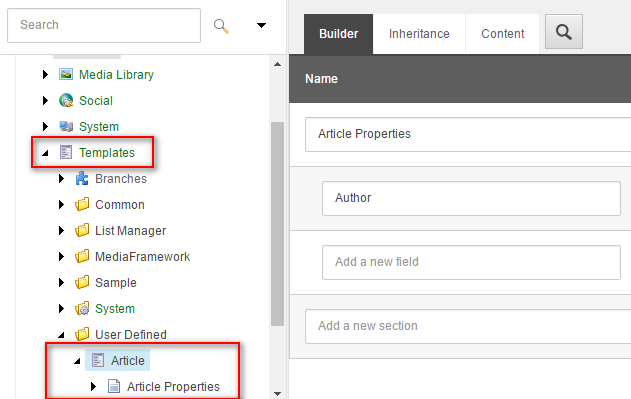 Search
Media Library
Social
System
Templates
Branches
Common
List Manager
MediaFramework
Sample
System
User Defined
Article
Article Properties
Builder
Inheritance
Content
Name
Article Properties
Author
Add a new field
Add a new section